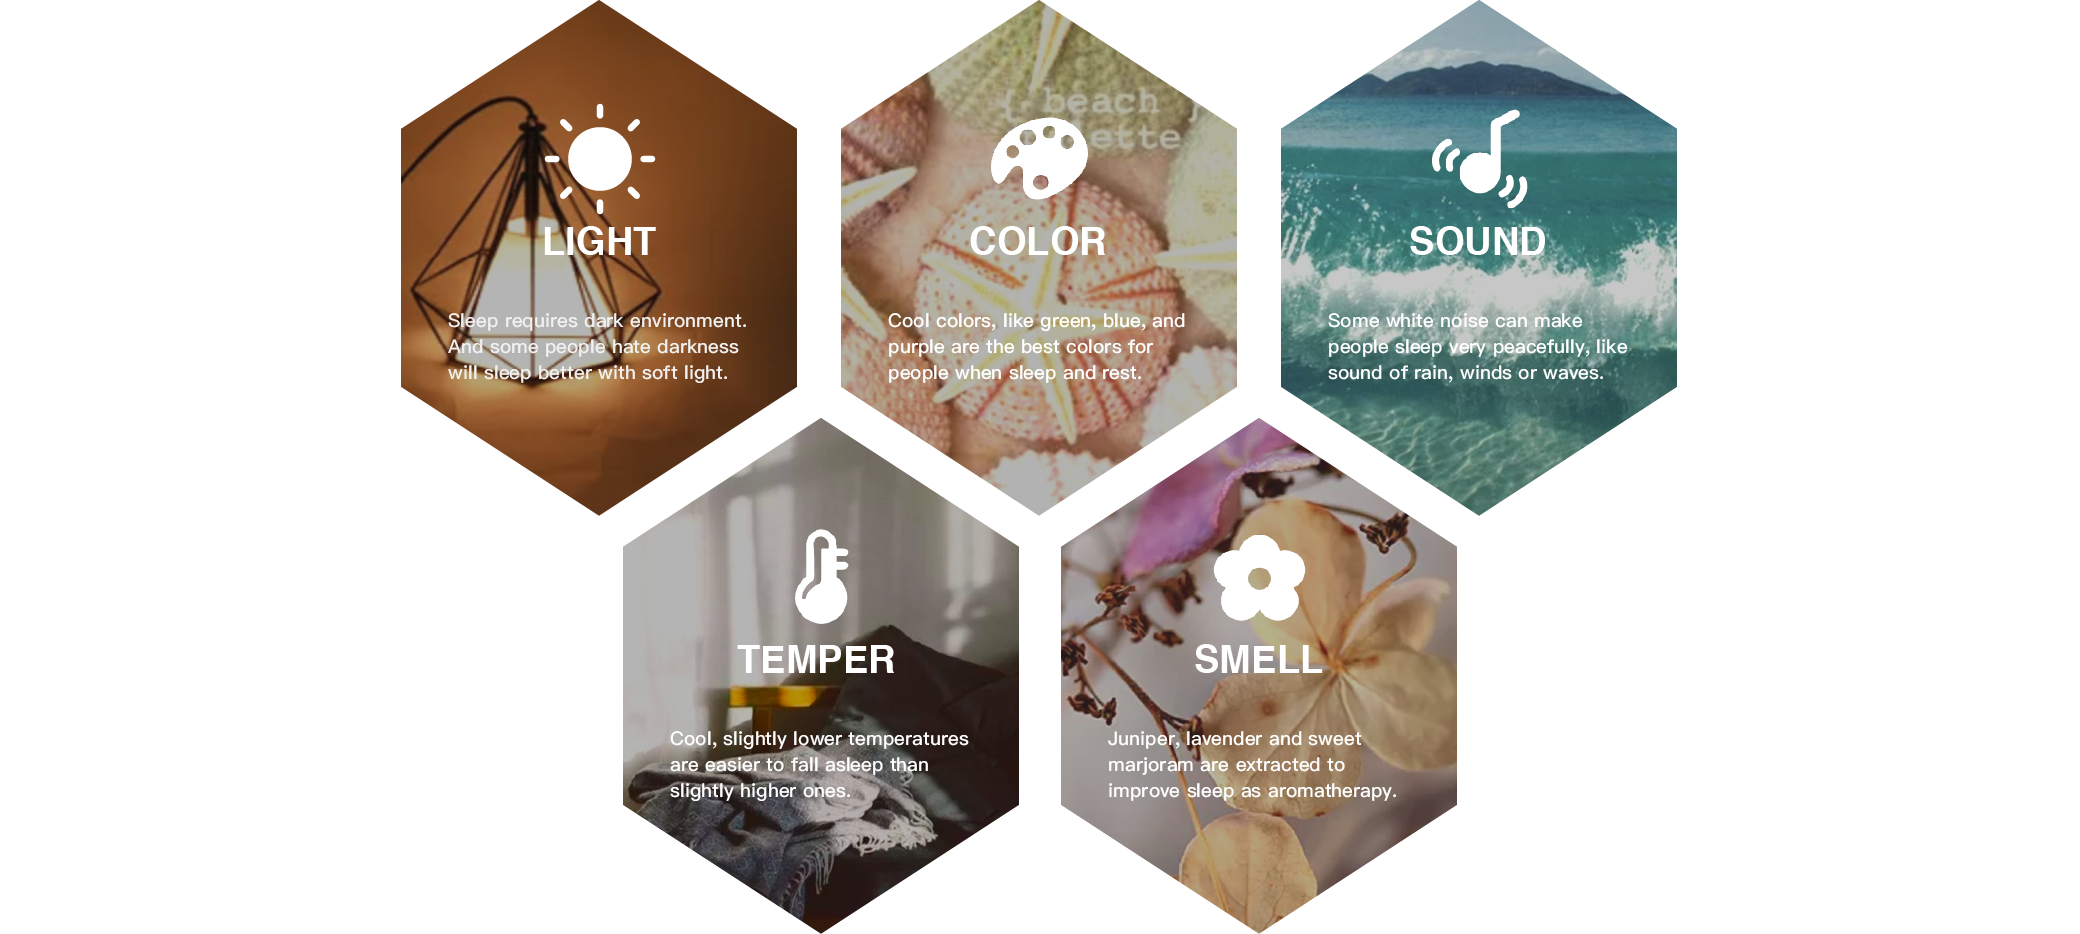 { beach }
ette
LIGHT
Sleep requires dark environment.
And some people hate darkness
will sleep better with soft light.
COLOR
Cool colors, like green, blue, and
purple are the best colors for
people when sleep and rest.
SOUND
Some white noise can make
people sleep very peacefully, like
sound of rain, winds or waves.
TEMPER
Cool, slightly lower temperatures
are easier to fall asleep than
slightly higher ones.
SMELL
Juniper, lavender and sweet
marjoram are extracted to
improve sleep as aromatherapy.